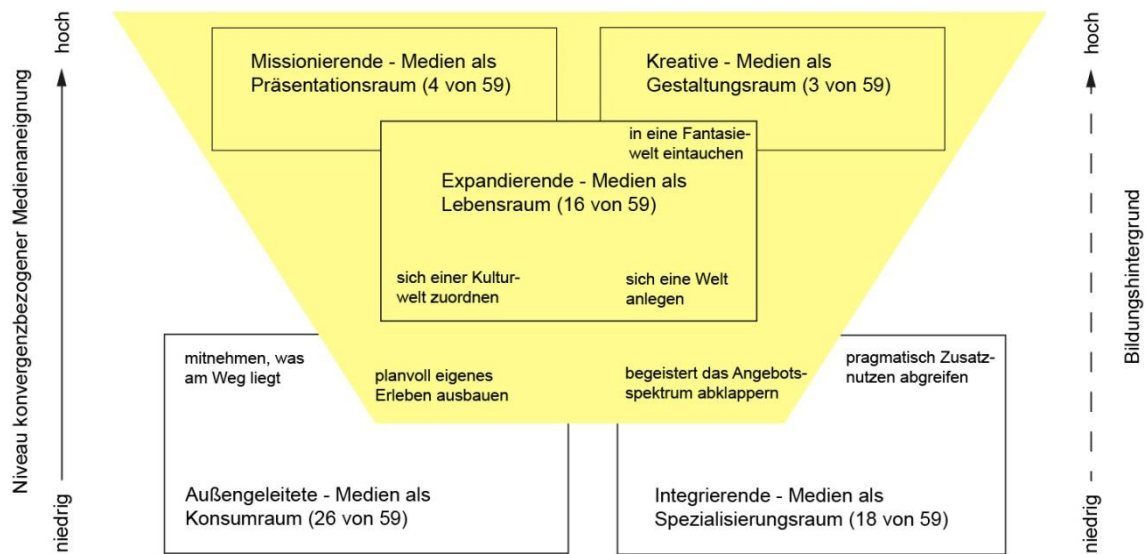 hoch
Niveau konvergenzbezogener Medienaneignung
niedrig
Missionierende - Medien als
Präsentationsraum (4 von 59)
Kreative - Medien als
Gestaltungsraum (3 von 59)
in eine Fantasie-
welt eintauchen
Expandierende - Medien als
Lebensraum (16 von 59)
sich einer Kultur-
welt zuordnen
sich eine Welt
anlegen
mitnehmen, was
am Weg liegt
planvoll eigenes
Erleben ausbauen
begeistert das Angebots-
spektrum abklappern
pragmatisch Zusatz-
nutzen abgreifen
Außengeleitete - Medien als
Konsumraum (26 von 59)
Integrierende - Medien als
Spezialisierungsraum (18 von 59)
hoch
Bildungshintergrund
niedrig